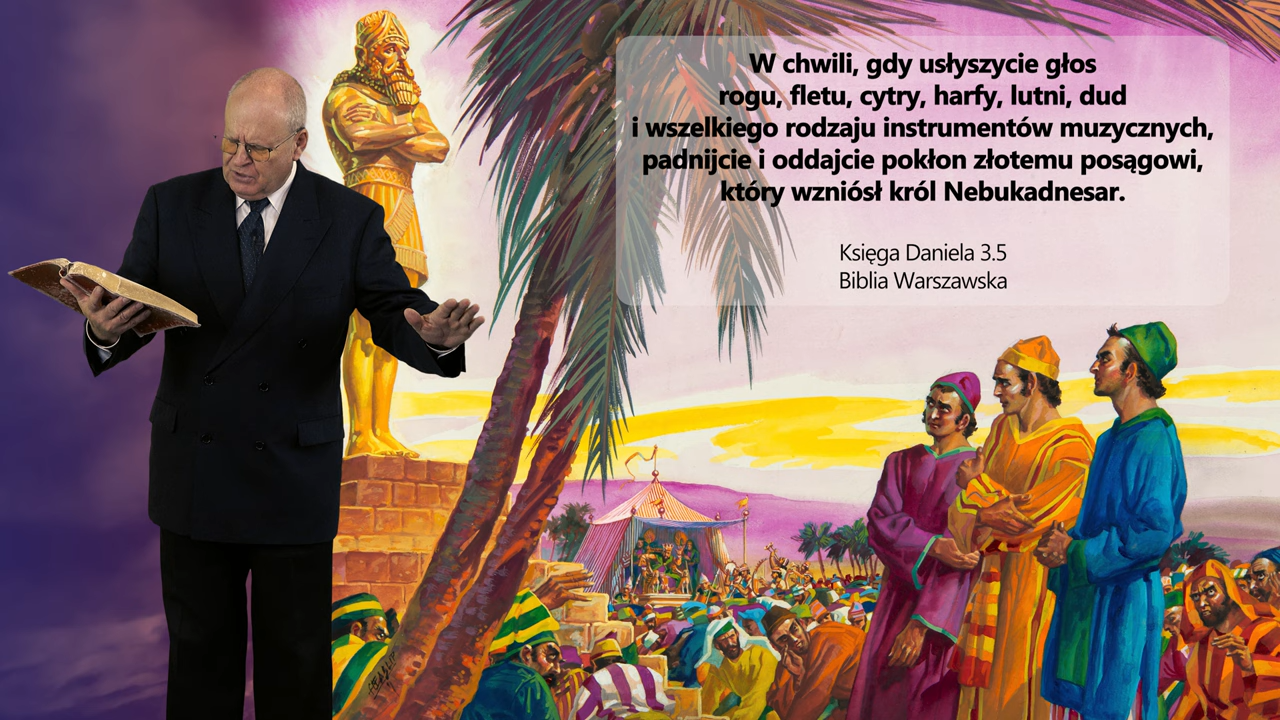 W chwili, gdy usłyszycie głos
rogu, fletu, cytry, harfy, lutni, dud
i wszelkiego rodzaju instrumentów muzycznych,
padnijcie i oddajcie pokłon złotemu posągowi,
który wzniósł król Nebukadnesar.
Księga Daniela 3.5
Biblia Warszawska